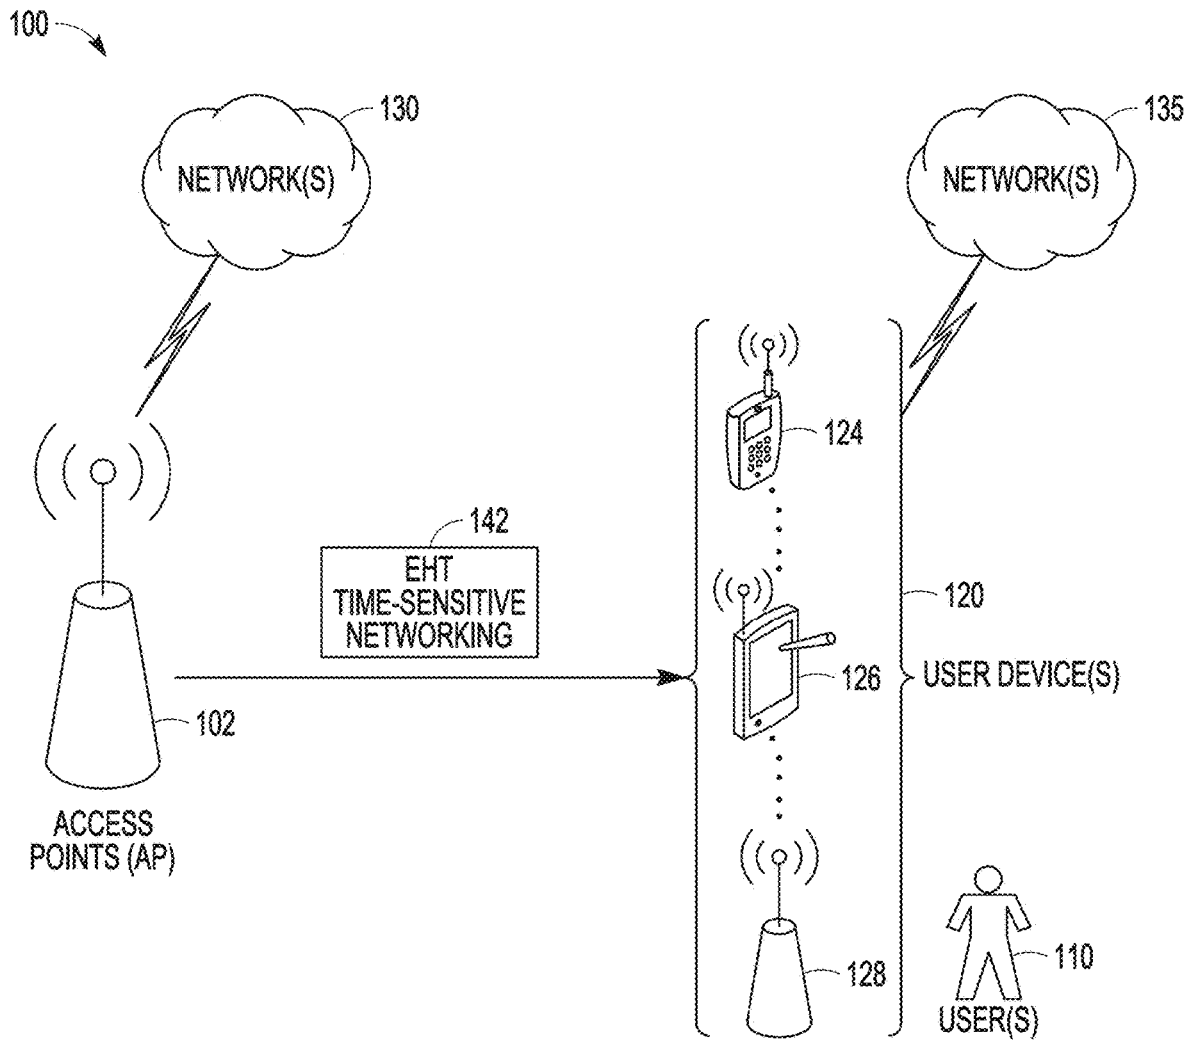 100
130
135
NETWORK(S)
NETWORK(S)
124
142
EHT
TIME-SENSITIVE
NETWORKING
120
126
USER DEVICE(S)
102
ACCESS
POINTS (AP)
128
110
USER(S)